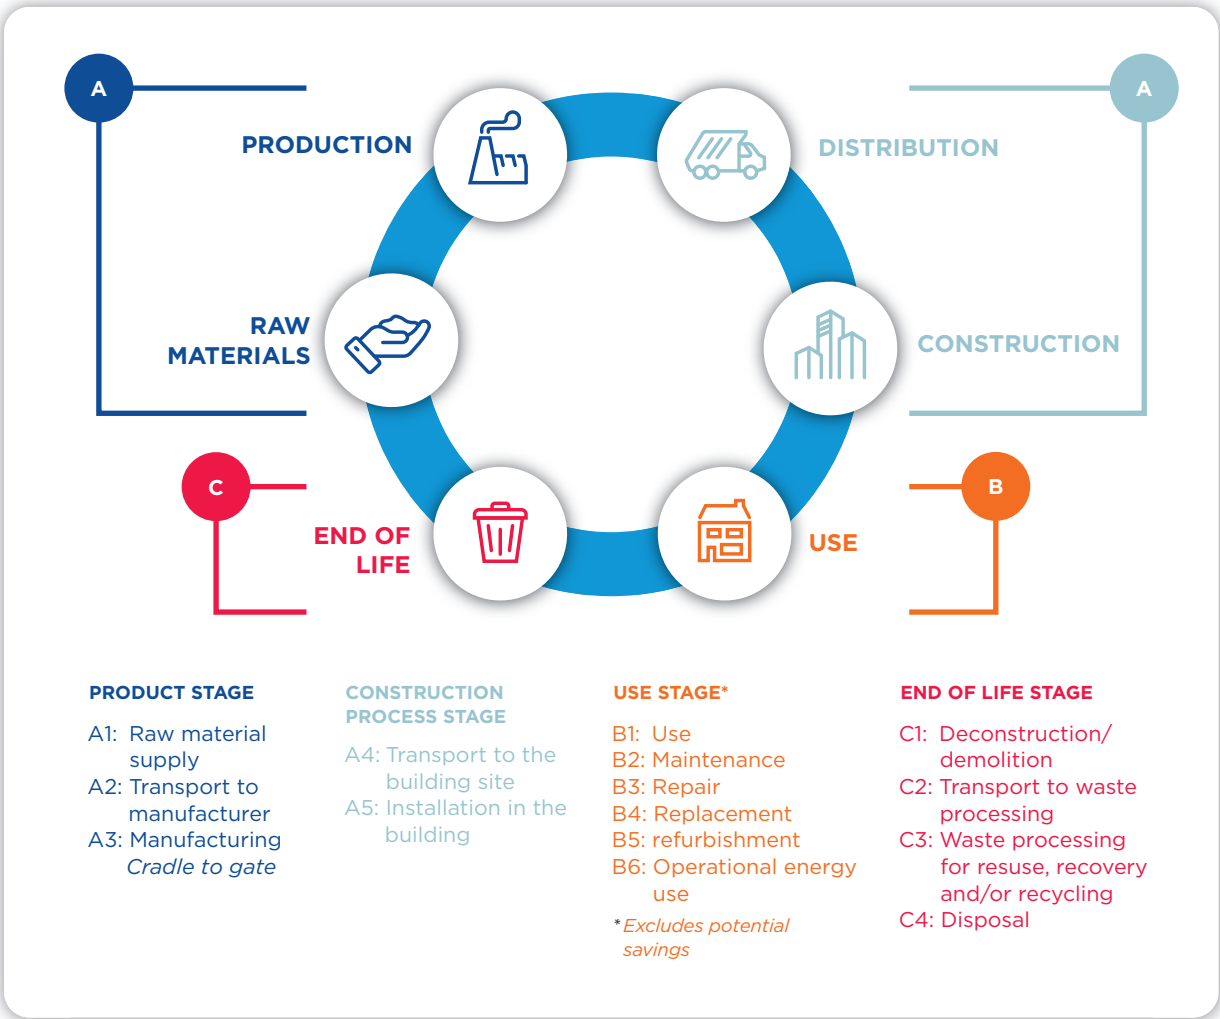 A
PRODUCTION
RAW
MATERIALS
A
DISTRIBUTION
CONSTRUCTION
C
END OF
LIFE
B
USE
PRODUCT STAGE
A1: Raw material
supply
A2: Transport to
manufacturer
A3: Manufacturing
Cradle to gate
CONSTRUCTION
PROCESS STAGE
A4: Transport to the
building site
A5: Installation in the
building
USE STAGE*
B1: Use
B2: Maintenance
B3: Repair
B4: Replacement
B5: refurbishment
B6: Operational energy
use
*Excludes potential
savings
END OF LIFE STAGE
C1: Deconstruction/
demolition
C2: Transport to waste
processing
C3: Waste processing
for resuse, recovery
and/or recycling
C4: Disposal